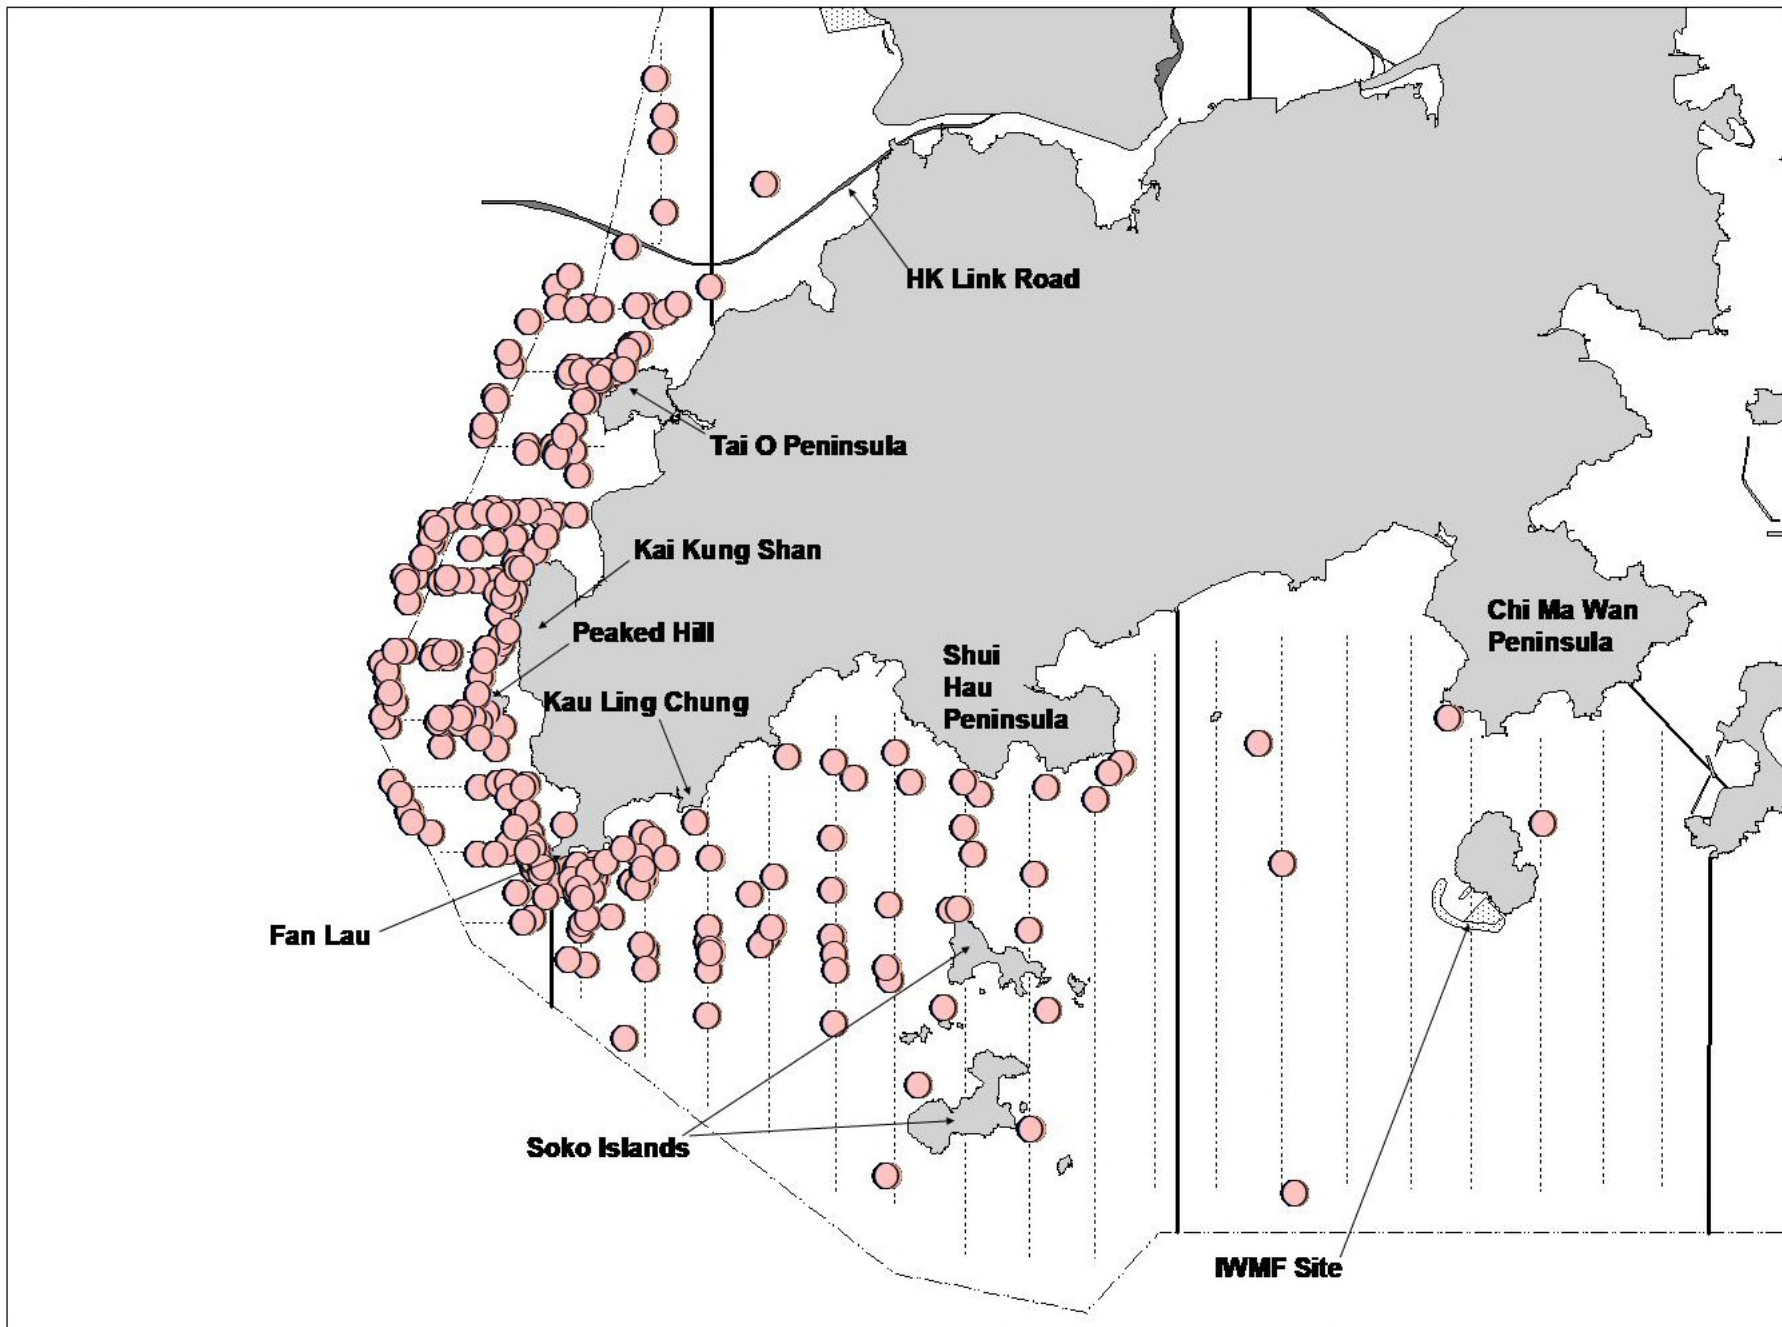 HK Link Road
Tai O Peninsula
Kai Kung Shan
Chi Ma Wan
Peninsula
Peaked Hill
Shui
Hau
Peninsula
Kau Ling Chung
Fan Lau
Soko Islands
IWMF Site